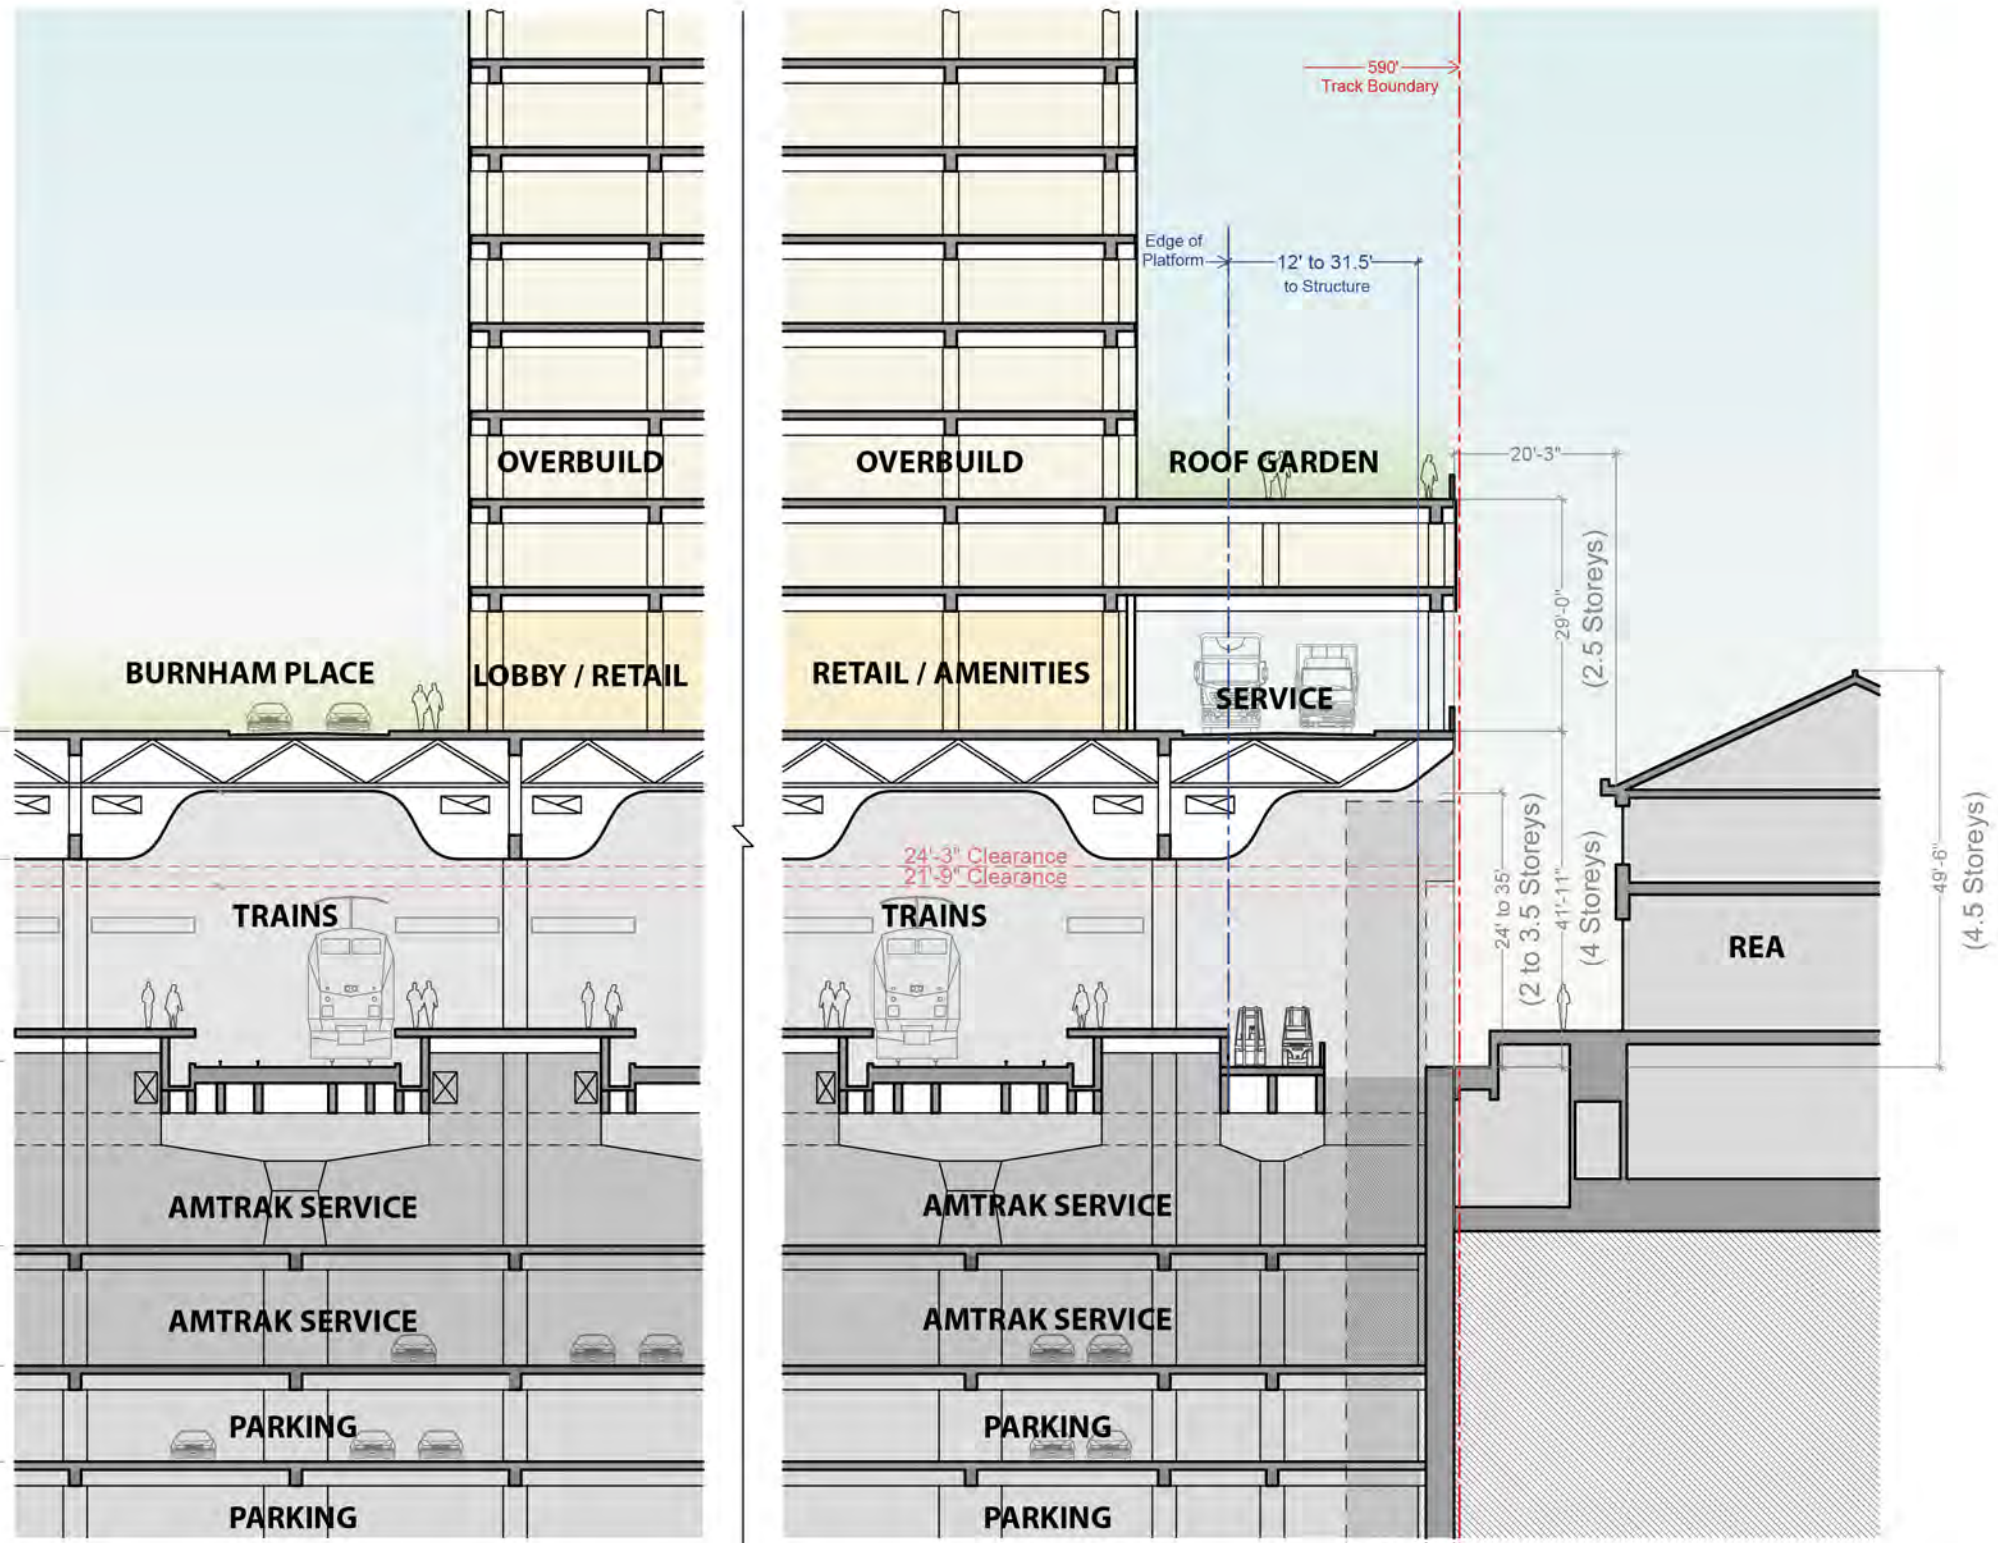 590'
Track Boundary
Edge of
Platform
12' to 31.5'
to Structure
OVERBUILD
OVERBUILD
ROOF GARDEN
20'-3"
29'-0"
(2.5 Storeys)
BURNHAM PLACE
LOBBY / RETAIL
RETAIL / AMENITIES
SERVICE
24'-3" Clearance
21'-9" Clearance
TRAINS
TRAINS
24' to 35'
(2 to 3.5 Storeys)
41'-11"
(4 Storeys)
REA
49'-6"
(4.5 Storeys)
AMTRAK SERVICE
AMTRAK SERVICE
AMTRAK SERVICE
AMTRAK SERVICE
PARKING
PARKING
PARKING
PARKING